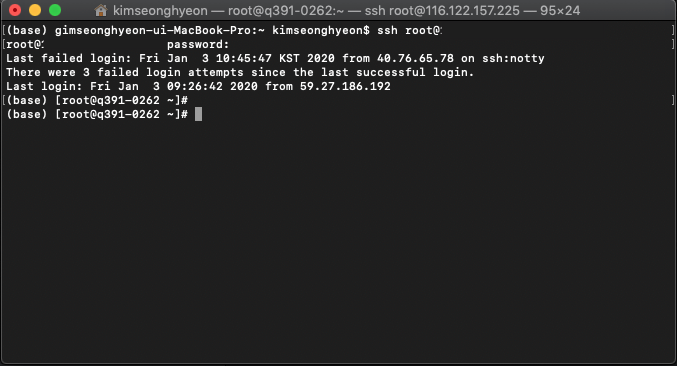 kimseonghyeon — root@q391-0262:~ — ssh root@116.122.157.225 — 95×24
[(base) gimseonghyeon-ui-MacBook-Pro:~ kimseonghyeon$ ssh root@ ]
[root@ password: ]
Last failed login: Fri Jan  3 10:45:47 KST 2020 from 40.76.65.78 on ssh:notty
There were 3 failed login attempts since the last successful login.
Last login: Fri Jan  3 09:26:42 2020 from 59.27.186.192
[(base) [root@q391-0262 ~]# ]
(base) [root@q391-0262 ~]#